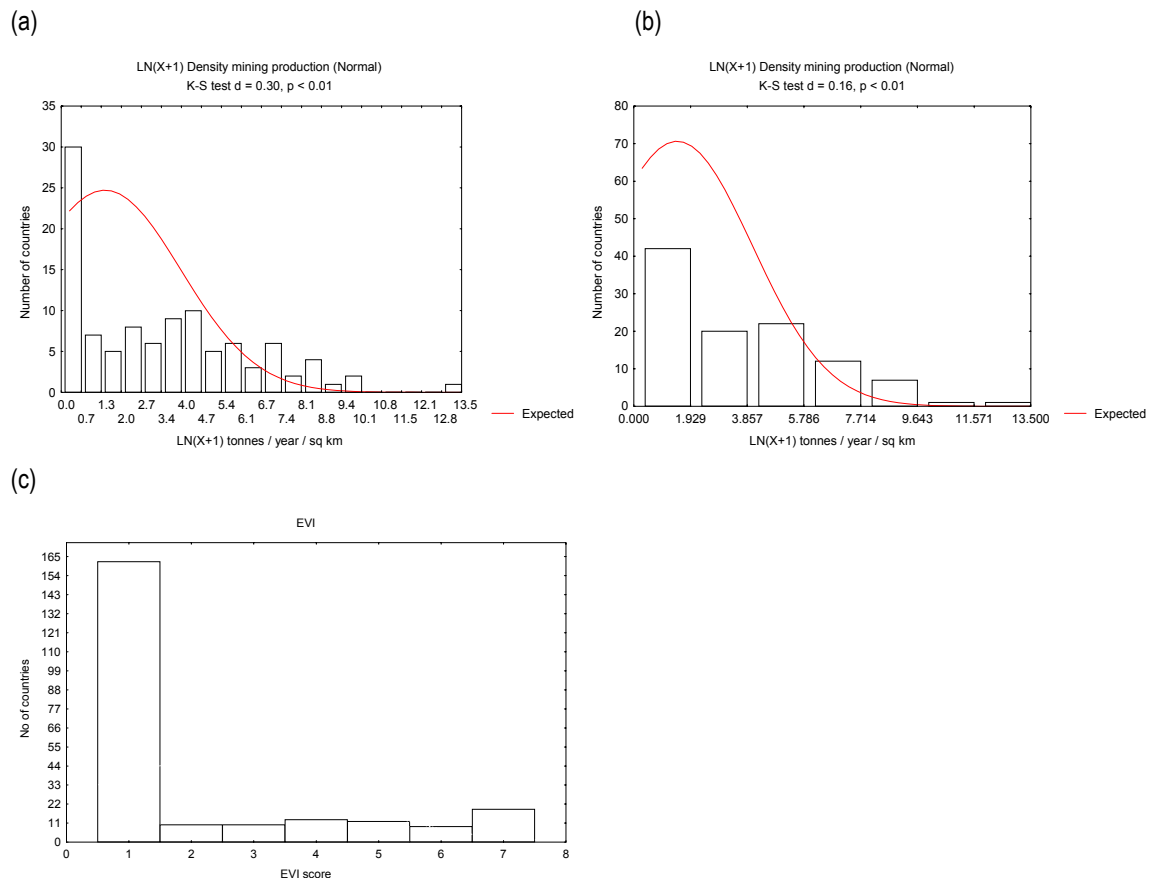 (a)
LN(X+1) Density mining production (Normal)
K-S test d = 0.30, p < 0.01
35
30
25
20
15
10
5
0
Number of countries
0.0 1.3 2.7 4.0 5.4 6.7 8.1 9.4 10.8 12.1 13.5
0.7 2.0 3.4 4.7 6.1 7.4 8.8 10.1 11.5 12.8
Expected
LN(X+1) tonnes / year / sq km
(b)
LN(X+1) Density mining production (Normal)
K-S test d = 0.16, p < 0.01
80
70
60
50
40
30
20
10
0
Number of countries
0.000 1.929 3.857 5.786 7.714 9.643 11.571 13.500
Expected
LN(X+1) tonnes / year / sq km
(c)
EVI
165
154
143
132
121
110
99
88
77
66
55
44
33
22
11
0
No of countries
0 1 2 3 4 5 6 7 8
EVI score